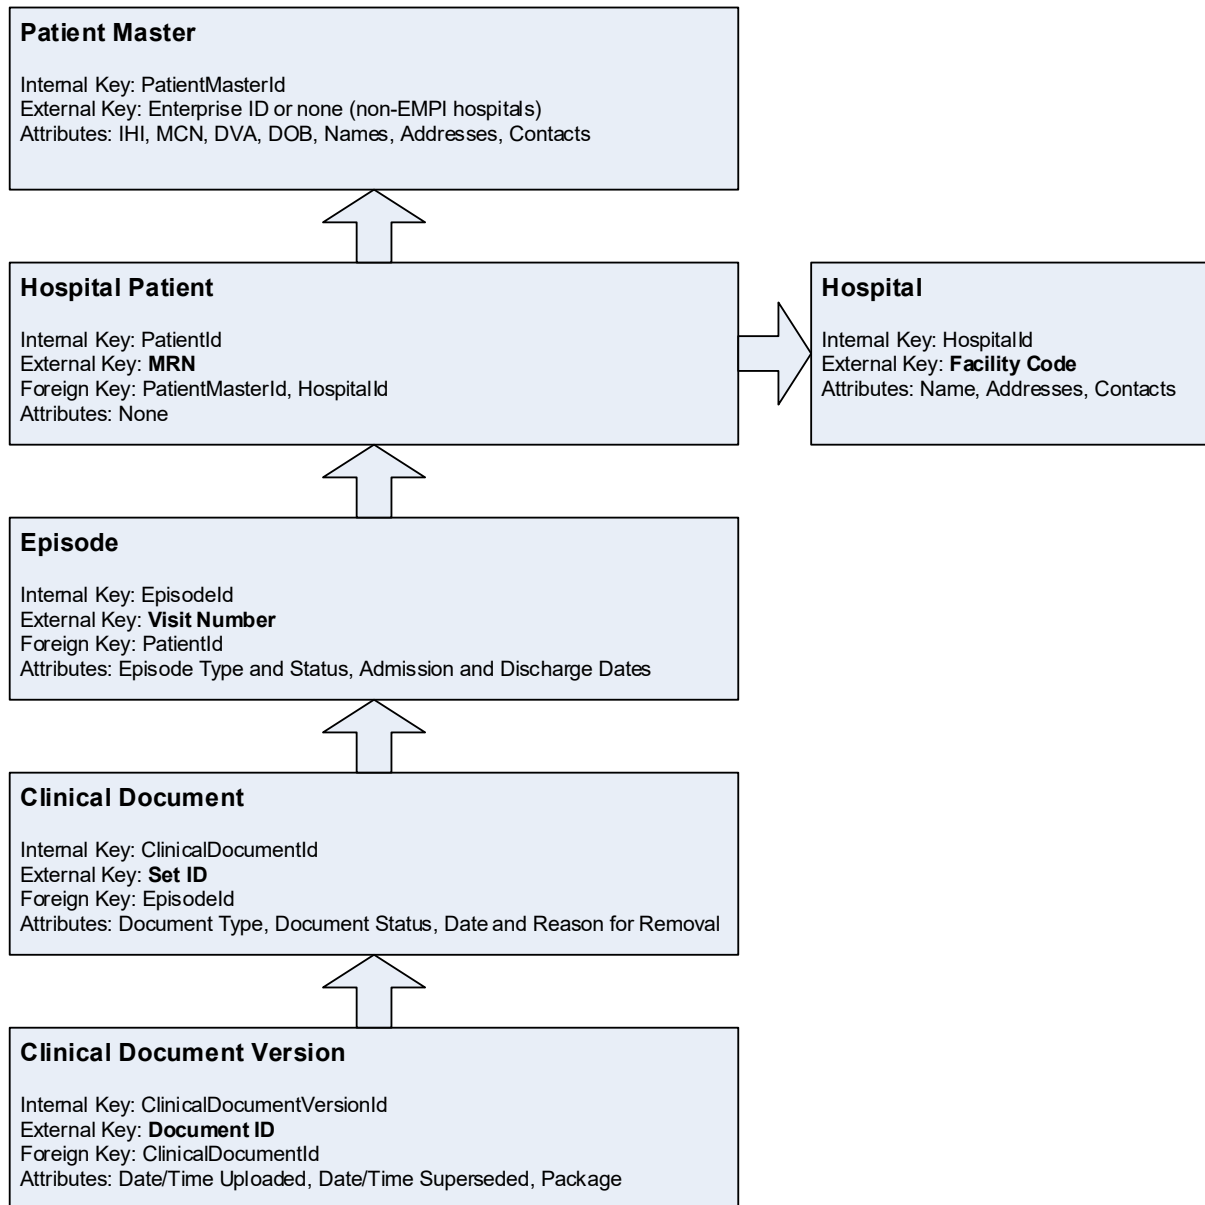 Patient Master
Internal Key: PatientMasterId
External Key: Enterprise ID or none (non-EMPI hospitals)
Attributes: IHI, MCN, DVA, DOB, Names, Addresses, Contacts
Hospital Patient
Internal Key: PatientId
External Key: MRN
Foreign Key: PatientMasterId, HospitalId
Attributes: None
Hospital
Internal Key: HospitalId
External Key: Facility Code
Attributes: Name, Addresses, Contacts
Episode
Internal Key: EpisodeId
External Key: Visit Number
Foreign Key: PatientId
Attributes: Episode Type and Status, Admission and Discharge Dates
Clinical Document
Internal Key: ClinicalDocumentId
External Key: Set ID
Foreign Key: EpisodeId
Attributes: Document Type, Document Status, Date and Reason for Removal
Clinical Document Version
Internal Key: ClinicalDocumentVersionId
External Key: Document ID
Foreign Key: ClinicalDocumentId
Attributes: Date/Time Uploaded, Date/Time Superseded, Package